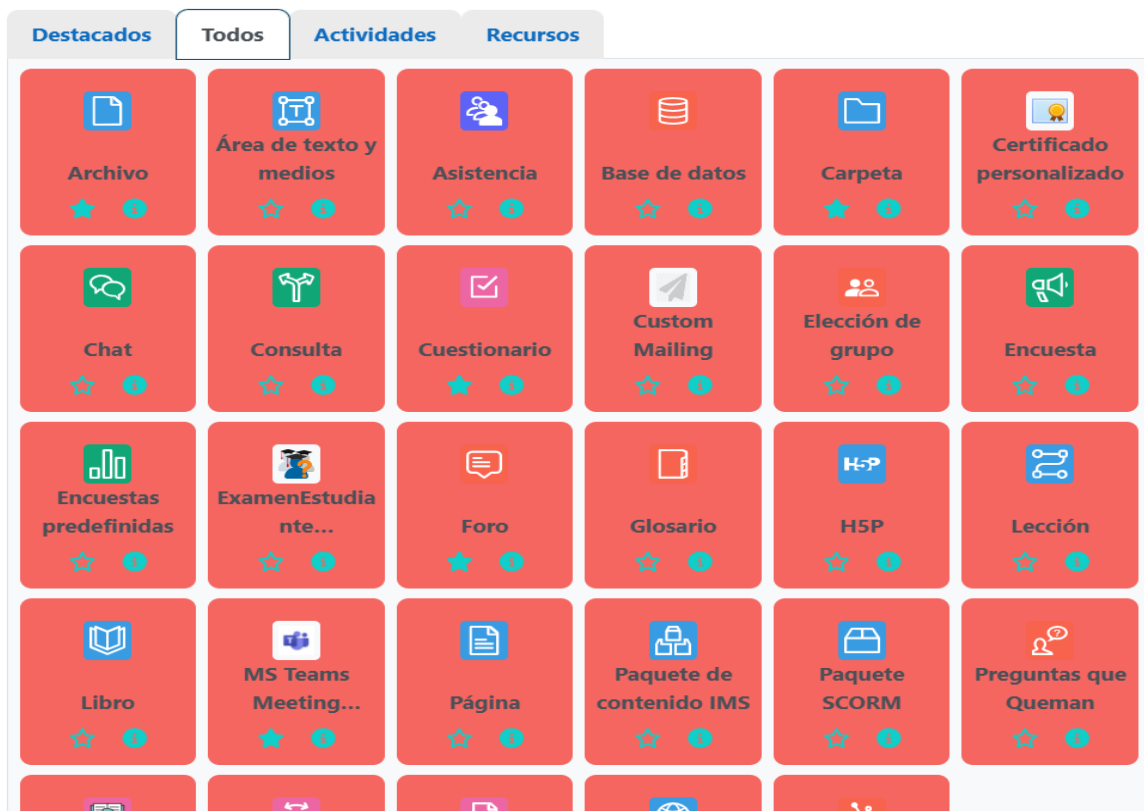 Destacados Todos Actividades Recursos
Archivo
Área de texto y
medios
Asistencia
Base de datos
Carpeta
Certificado
personalizado
Chat
Consulta
Cuestionario
Custom
Mailing
Elección de
grupo
Encuesta
Encuestas
predefinidas
ExamenEstudia
nte...
Foro
Glosario
H5P
H5P
Lección
Libro
MS Teams
Meeting...
Página
Paquete de
contenido IMS
Paquete
SCORM
Preguntas que
Queman